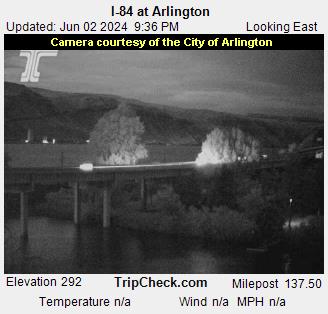 I-84 at Arlington
Updated: Jun 02 2024 9:36 PM Looking East
Camera courtesy of the City of Arlington
Elevation 292 TripCheck.com Milepost 137.50
Temperature n/a Wind n/a MPH n/a